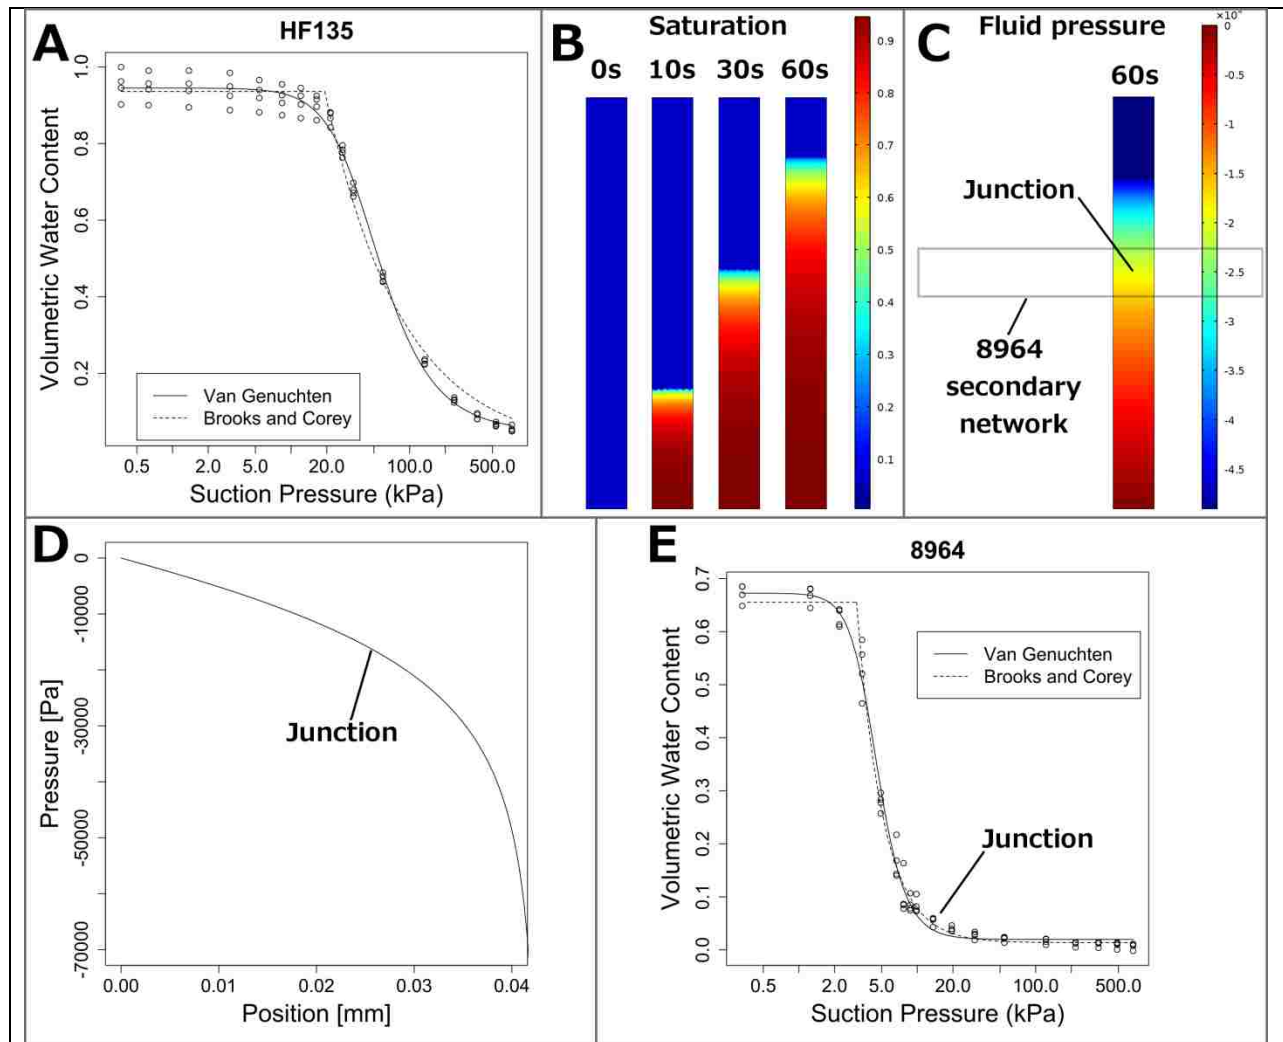 A
HF135
Volumetric Water Content
1.0
0.8
0.6
0.4
0.2
Van Genuchten
Brooks and Corey
0.5
2.0
5.0
20.0
100.0
500.0
Suction Pressure (kPa)
B
Saturation
0s
10s
30s
60s
0.9
0.8
0.7
0.6
0.5
0.4
0.3
0.2
0.1
C
Fluid pressure
60s
Junction
8964
secondary
network
0
-0.5
-1
-1.5
-2
-2.5
-3
-3.5
-4
-4.5
D
Pressure [Pa]
0
-10000
-30000
-50000
-70000
Junction
0.00
0.01
0.02
0.03
0.04
Position [mm]
E
8964
Volumetric Water Content
0.7
0.6
0.5
0.4
0.3
0.2
0.1
0.0
Van Genuchten
Brooks and Corey
Junction
0.5
2.0
5.0
20.0
100.0
500.0
Suction Pressure (kPa)